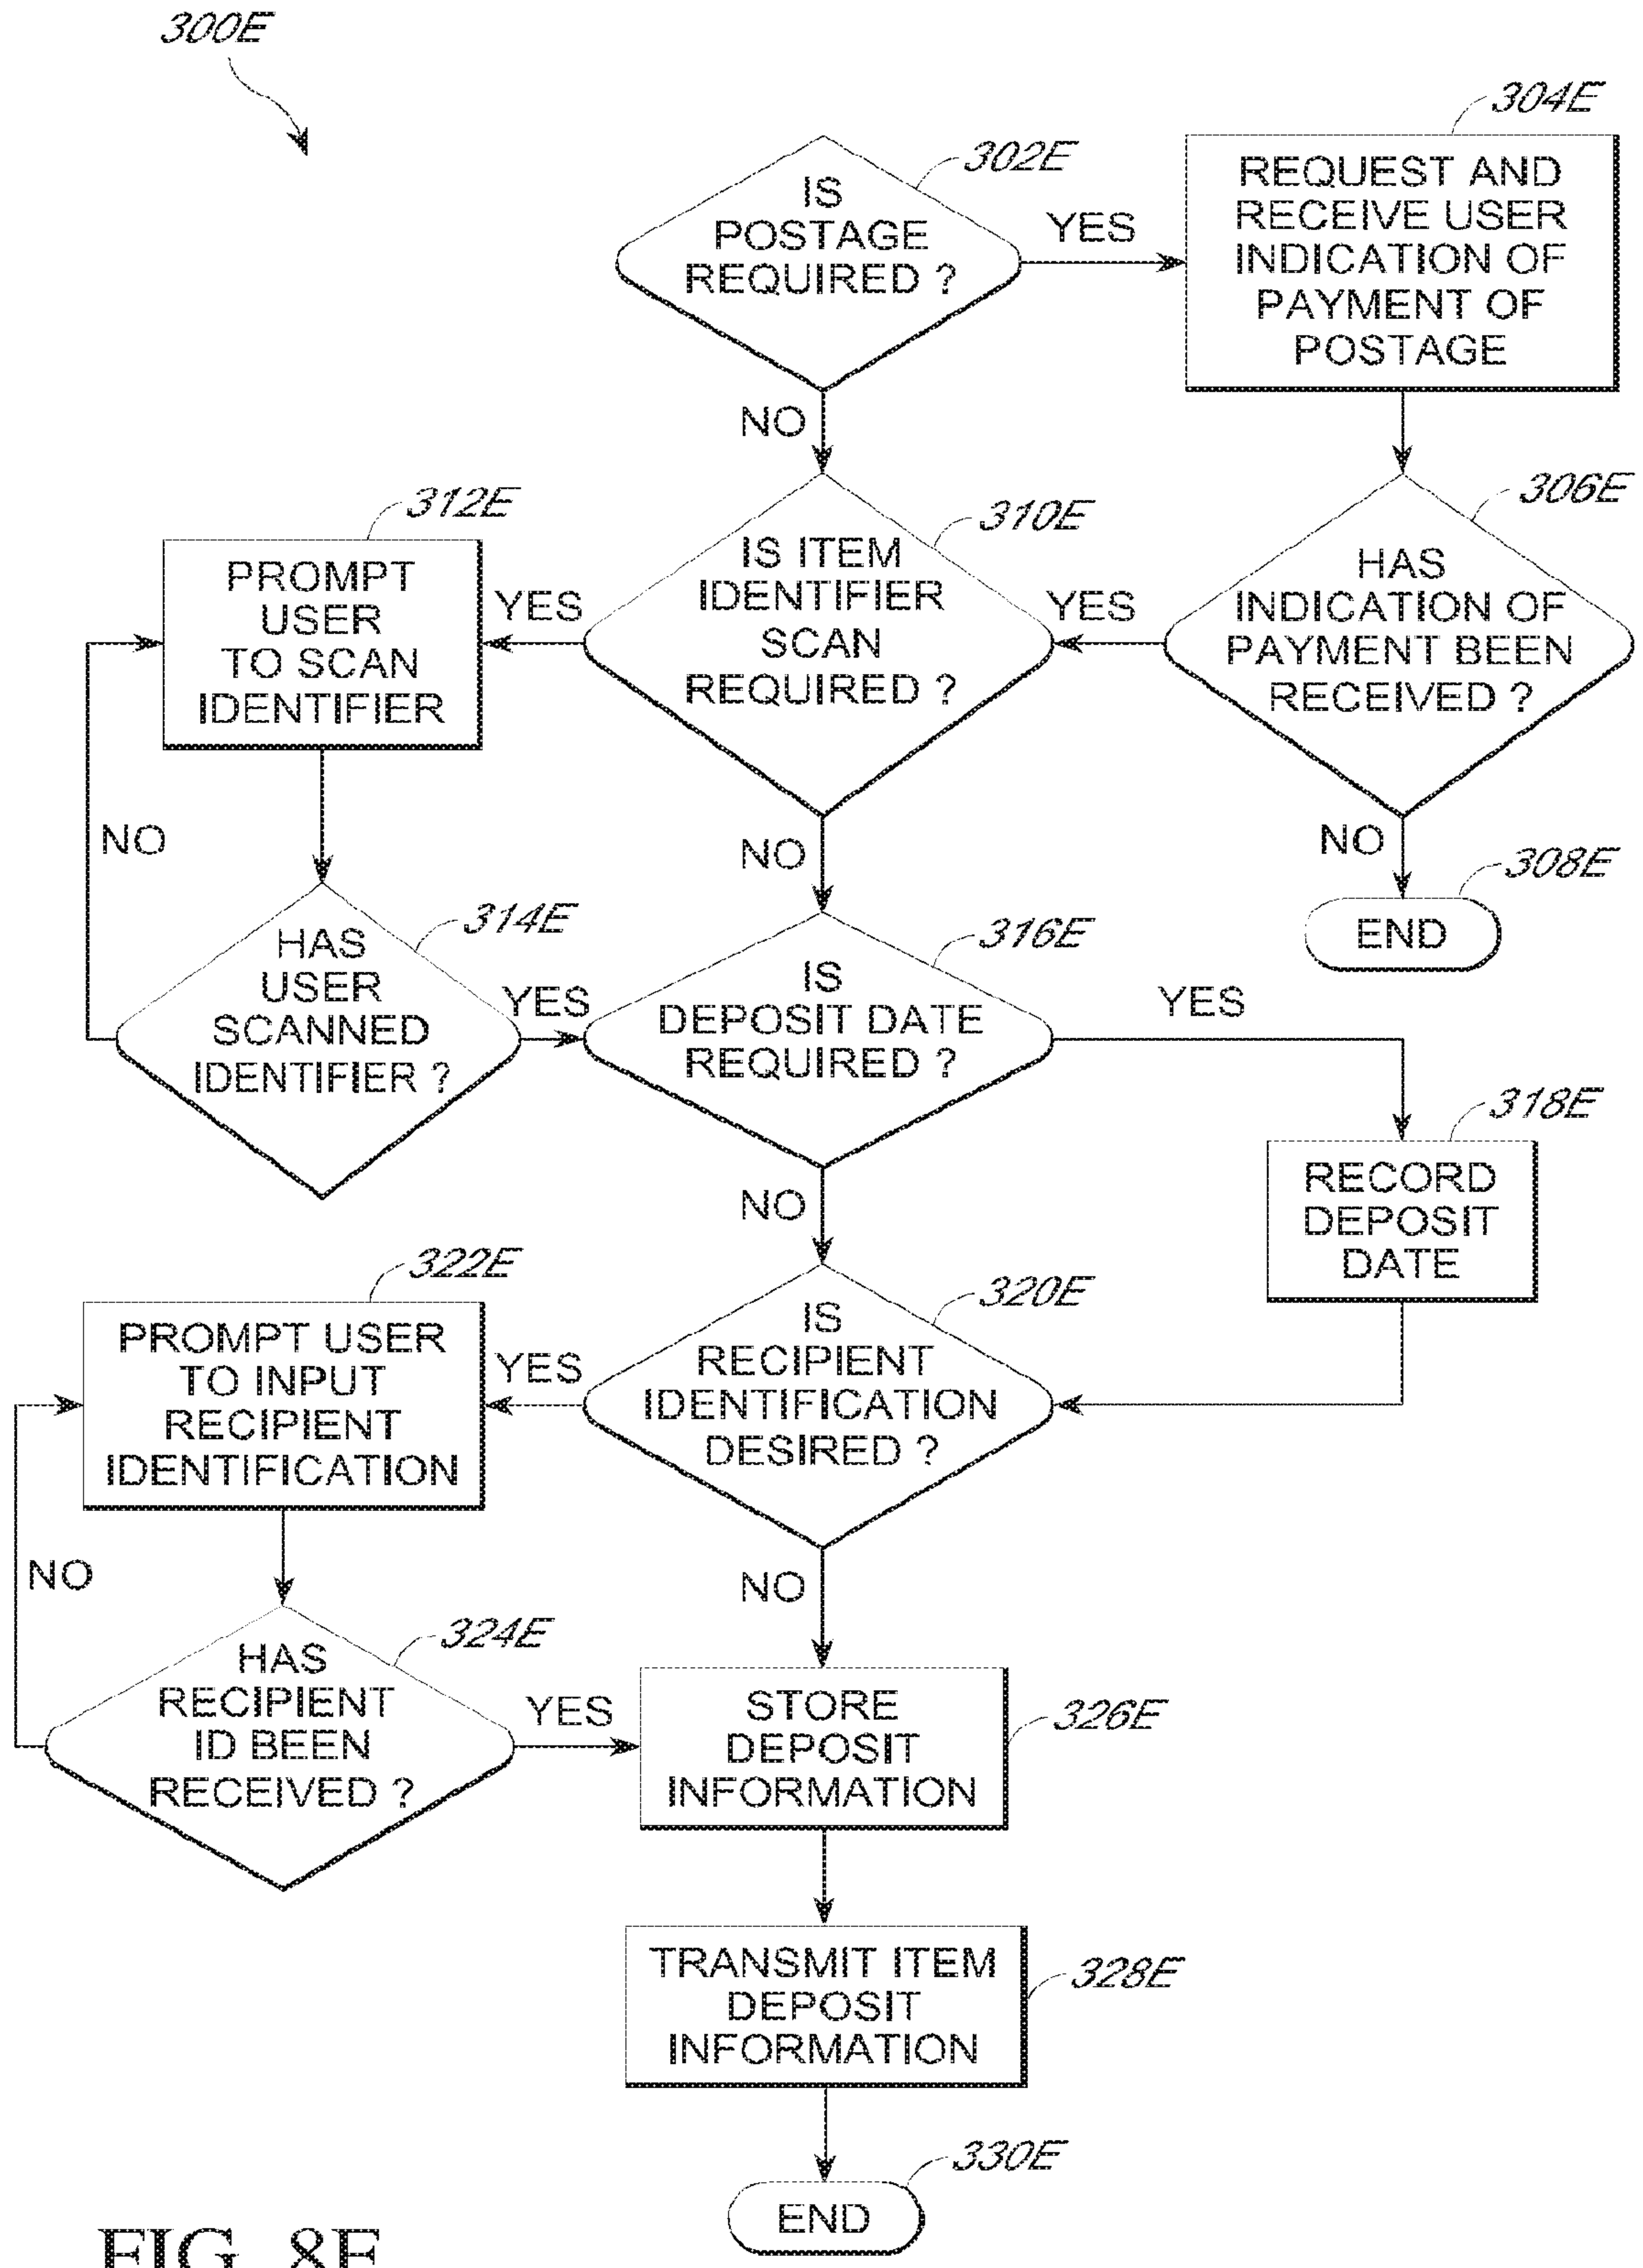 300E
302E
IS
POSTAGE
REQUIRED ?
YES
304E
REQUEST AND
RECEIVE USER
INDICATION OF
PAYMENT OF
POSTAGE
NO
306E
HAS
INDICATION OF
PAYMENT BEEN
RECEIVED ?
YES
NO
308E
END
310E
IS ITEM
IDENTIFIER
SCAN
REQUIRED ?
YES
NO
312E
PROMPT
USER
TO SCAN
IDENTIFIER
NO
314E
HAS
USER
SCANNED
IDENTIFIER ?
YES
316E
IS
DEPOSIT DATE
REQUIRED ?
YES
NO
318E
RECORD
DEPOSIT
DATE
320E
IS
RECIPIENT
IDENTIFICATION
DESIRED ?
YES
NO
322E
PROMPT USER
TO INPUT
RECIPIENT
IDENTIFICATION
NO
324E
HAS
RECIPIENT
ID BEEN
RECEIVED ?
YES
326E
STORE
DEPOSIT
INFORMATION
328E
TRANSMIT ITEM
DEPOSIT
INFORMATION
330E
END
FIG.